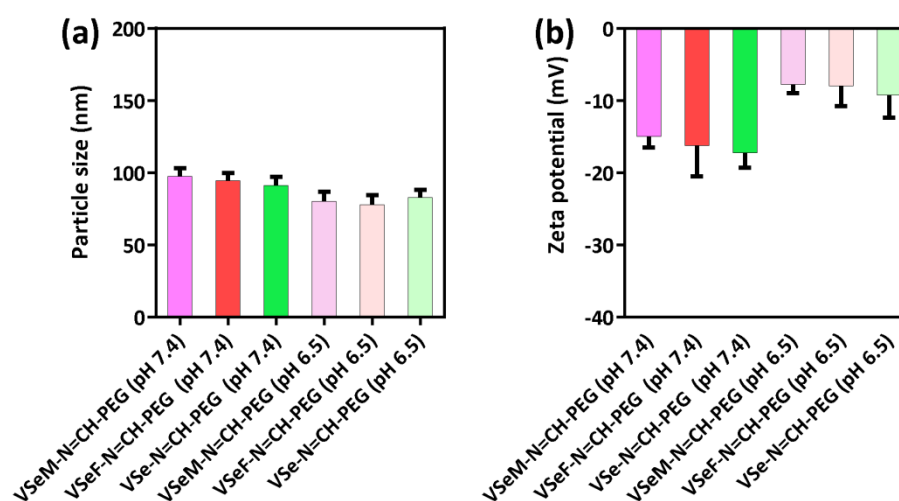 (a)
Particle size (nm)
200
150
100
50
0
VSeM-N=CH-PEG (pH 7.4)
VSeF-N=CH-PEG (pH 7.4)
VSe-N=CH-PEG (pH 7.4)
VSeM-N=CH-PEG (pH 6.5)
VSeF-N=CH-PEG (pH 6.5)
VSe-N=CH-PEG (pH 6.5)
(b)
Zeta potential (mV)
0
-10
-20
-30
-40
VSeM-N=CH-PEG (pH 7.4)
VSeF-N=CH-PEG (pH 7.4)
VSe-N=CH-PEG (pH 7.4)
VSeM-N=CH-PEG (pH 6.5)
VSeF-N=CH-PEG (pH 6.5)
VSe-N=CH-PEG (pH 6.5)